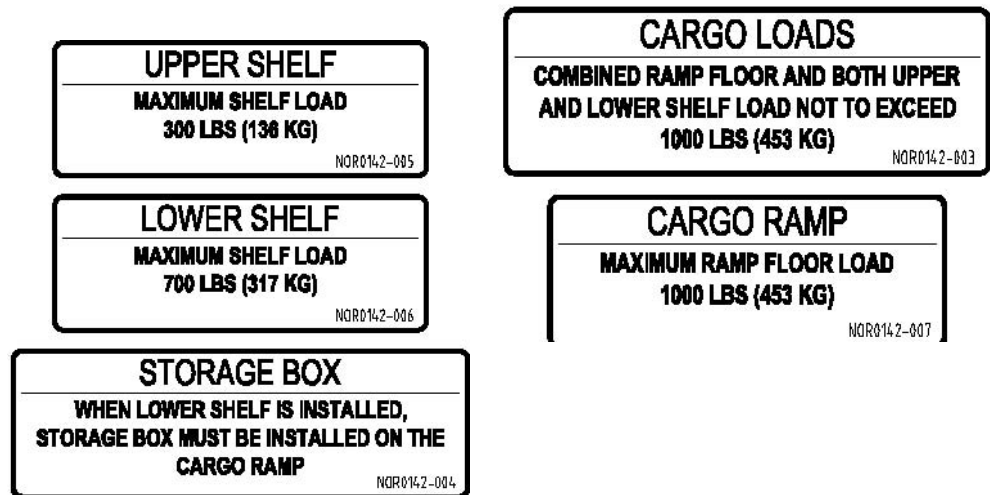 UPPER SHELF
MAXIMUM SHELF LOAD
300 LBS (136 KG)
NOR0142-005
LOWER SHELF
MAXIMUM SHELF LOAD
700 LBS (317 KG)
NOR0142-006
STORAGE BOX
WHEN LOWER SHELF IS INSTALLED,
STORAGE BOX MUST BE INSTALLED ON THE
CARGO RAMP
NOR0142-004
CARGO LOADS
COMBINED RAMP FLOOR AND BOTH UPPER
AND LOWER SHELF LOAD NOT TO EXCEED
1000 LBS (453 KG)
NOR0142-003
CARGO RAMP
MAXIMUM RAMP FLOOR LOAD
1000 LBS (453 KG)
NOR0142-007